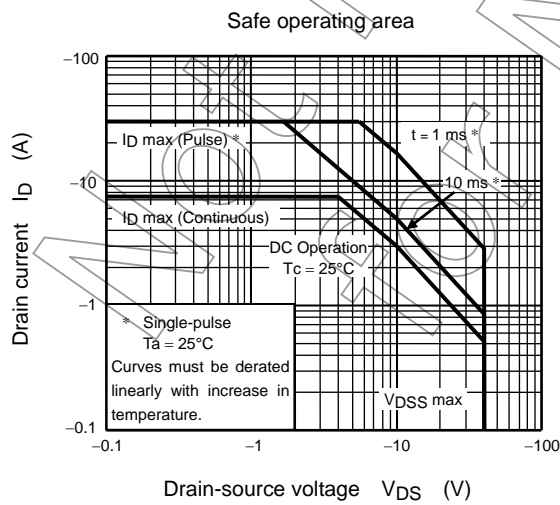 Safe operating area
−100
ID max (Pulse) *
t = 1 ms *
−10
10 ms *
ID max (Continuous)
DC Operation
Tc = 25°C
−1
* Single-pulse
Ta = 25°C
Curves must be derated
linearly with increase in
temperature.
VDSS max
−0.1
−0.1
−1
−10
−100
Drain current ID (A)
Drain-source voltage VDS (V)